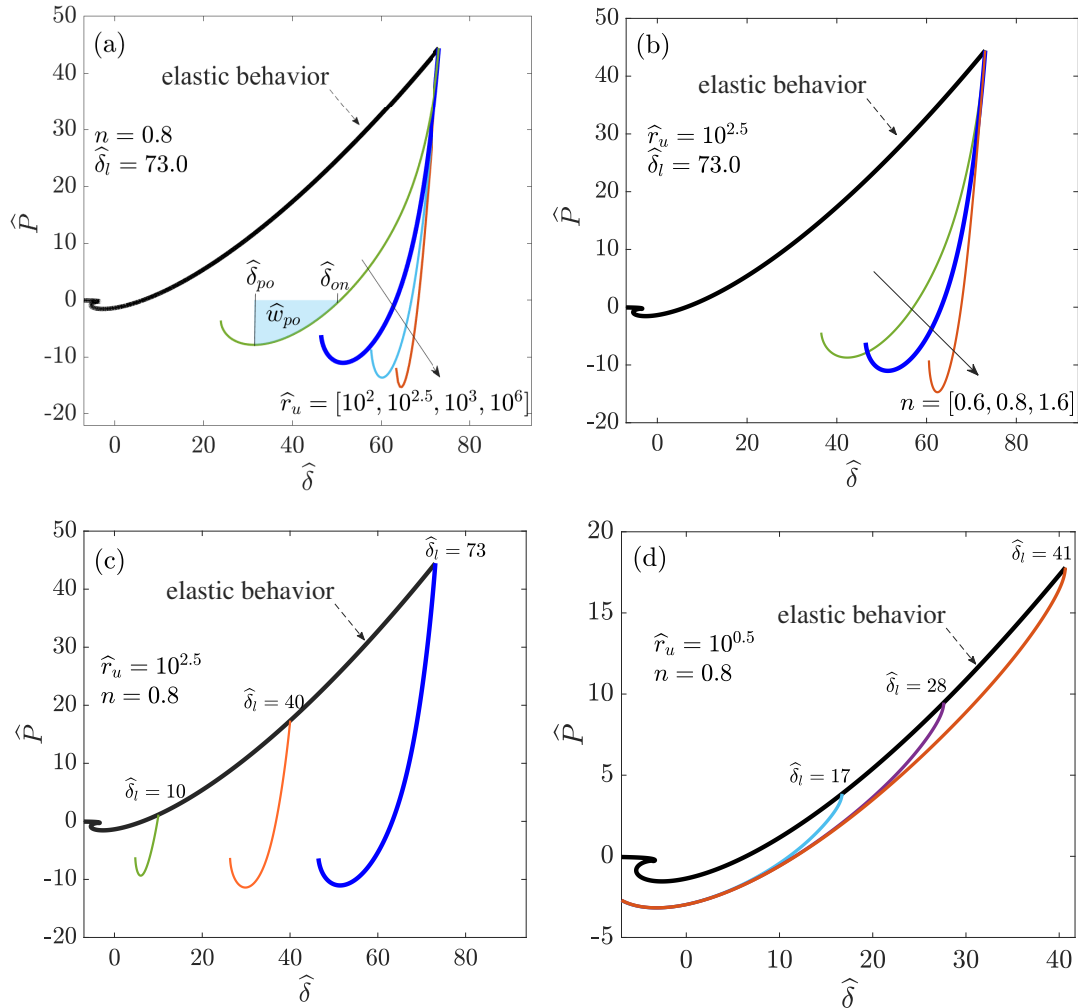 (a)
50
40
30
20
10
0
-10
-20
P̂
elastic behavior
n = 0.8
δ̂_l = 73.0
δ̂_po
δ̂_on
ŵ_po
r̂_u = [10^2, 10^2.5, 10^3, 10^6]
0 20 40 60 80
δ̂
(b)
50
40
30
20
10
0
-10
-20
P̂
elastic behavior
r̂_u = 10^2.5
δ̂_l = 73.0
n = [0.6, 0.8, 1.6]
0 20 40 60 80
δ̂
(c)
50
40
30
20
10
0
-10
-20
P̂
δ̂_l = 73
elastic behavior
r̂_u = 10^2.5
n = 0.8
δ̂_l = 40
δ̂_l = 10
0 20 40 60 80
δ̂
(d)
20
15
10
5
0
-5
P̂
δ̂_l = 41
elastic behavior
r̂_u = 10^0.5
n = 0.8
δ̂_l = 28
δ̂_l = 17
0 10 20 30 40
δ̂